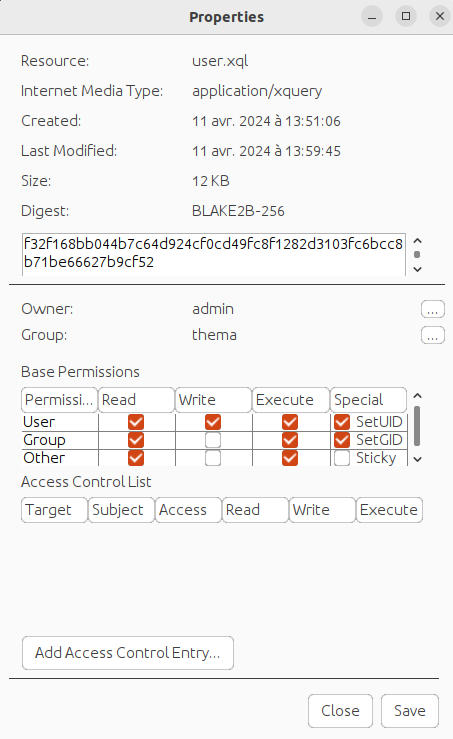 Properties
Resource: user.xql
Internet Media Type: application/xquery
Created: 11 avr. 2024 à 13:51:06
Last Modified: 11 avr. 2024 à 13:59:45
Size: 12 KB
Digest: BLAKE2B-256
f32f168bb044b7c64d924cf0cd49fc8f1282d3103fc6bcc8
b71be66627b9cf52
Owner: admin ...
Group: thema ...
Base Permissions
Permissi... Read Write Execute Special
User SetUID
Group SetGID
Other Sticky
Access Control List
Target Subject Access Read Write Execute
Add Access Control Entry...
Close Save